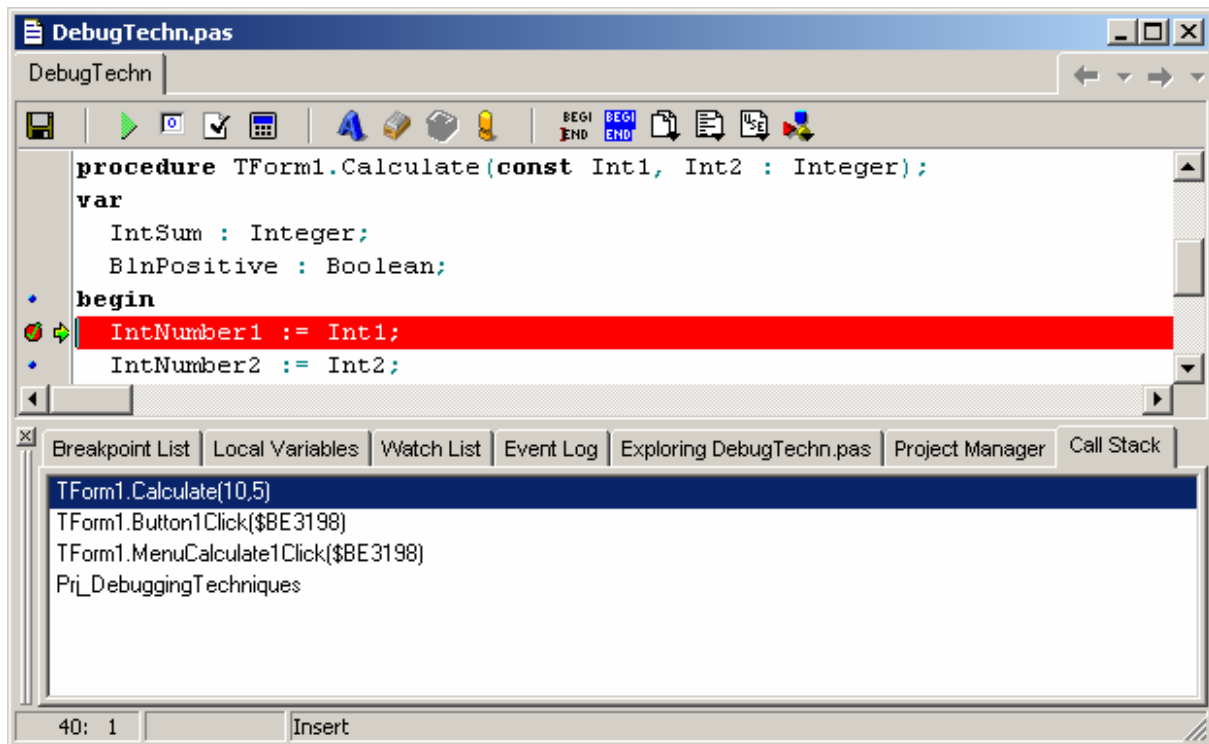 DebugTechn.pas
DebugTechn
BEGI END BEGI END USE
procedure TForm1.Calculate(const Int1, Int2 : Integer);
var
IntSum : Integer;
BlnPositive : Boolean;
begin
IntNumber1 := Int1;
IntNumber2 := Int2;
Breakpoint List Local Variables Watch List Event Log Exploring DebugTechn.pas Project Manager Call Stack
TForm1.Calculate(10,5)
TForm1.Button1Click($BE3198)
TForm1.MenuCalculate1Click($BE3198)
Prj_DebuggingTechniques
40: 1 Insert